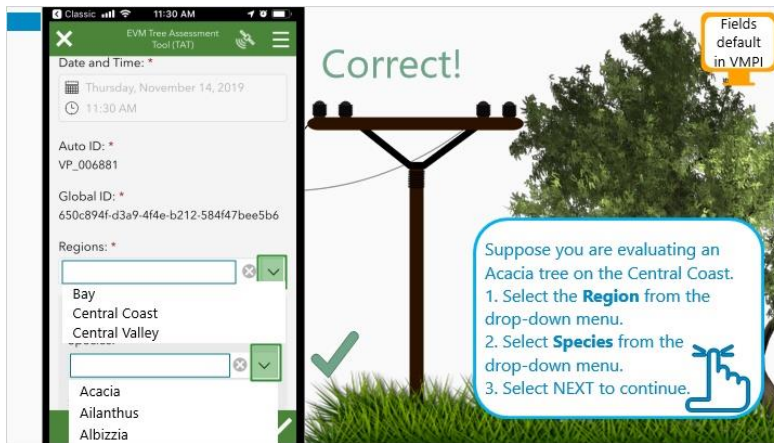 Classic 11:30 AM
EVM Tree Assessment
Tool (TAT)
Date and Time: *
Thursday, November 14, 2019
11:30 AM
Auto ID: *
VP_006881
Global ID: *
650c894f-d3a9-4f4e-b212-584f47bee5b6
Regions: *
Bay
Central Coast
Central Valley
Species:
Acacia
Ailanthus
Albizzia
Correct!
Fields
default
in VMPI
Suppose you are evaluating an
Acacia tree on the Central Coast.
1. Select the Region from the
drop-down menu.
2. Select Species from the
drop-down menu.
3. Select NEXT to continue.